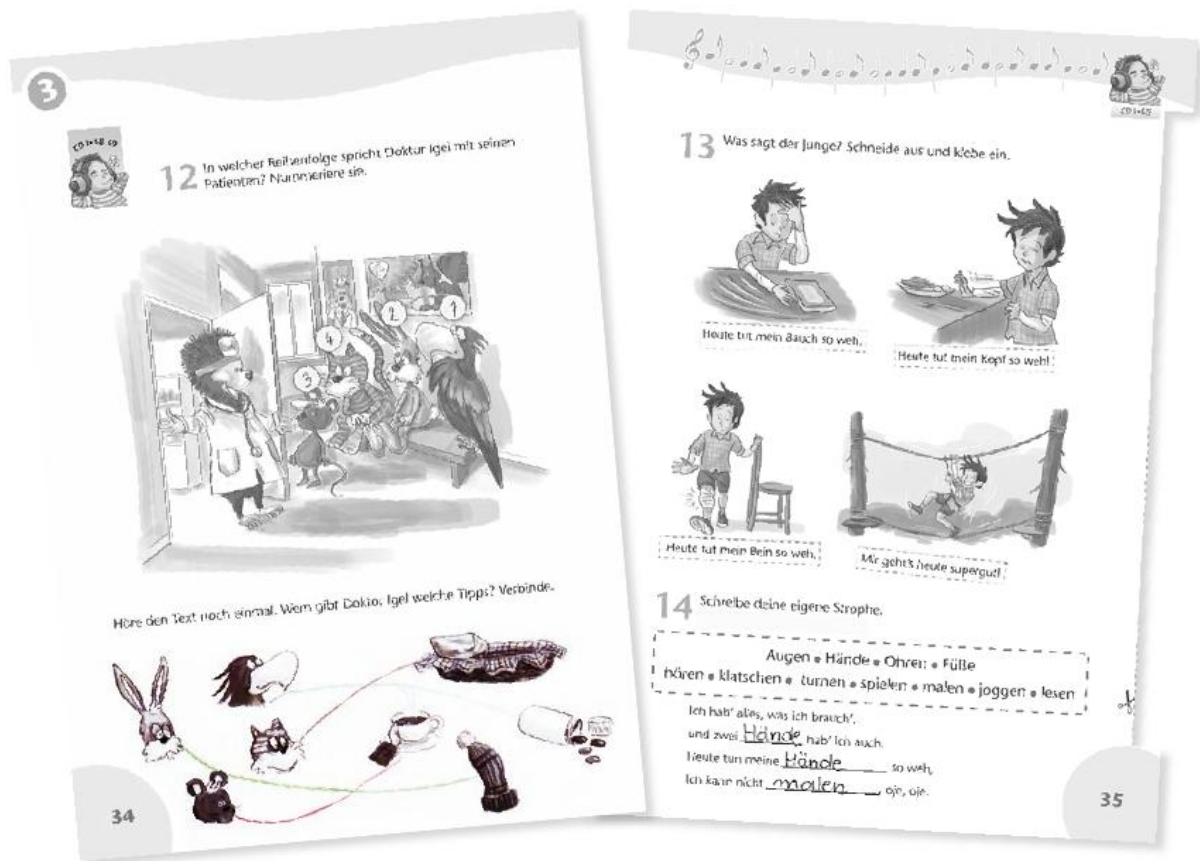 3
12 In welcher Reihenfolge spricht Doktor Igel mit seinen
Patienten? Nummeriere sie.
4
2
1
3
Höre den Text noch einmal. Wem gibt Doktor Igel welche Tipps? Verbinde.
34
13 Was sagt der Junge? Schneide aus und klebe ein.
Heute tut mein Bauch so weh.
Heute tut mein Kopf so weh!
Heute tut mein Bein so weh.
Mir geht's heute supergut!
14 Schreibe deine eigene Strophe.
Augen • Hände • Ohren • Füße
hören • klatschen • turnen • spielen • malen • joggen • lesen
Ich hab' alles, was ich brauch',
und zwei Hände hab' ich auch.
Heute tun meine Hände so weh,
Ich kann nicht malen, oje, oje.
35